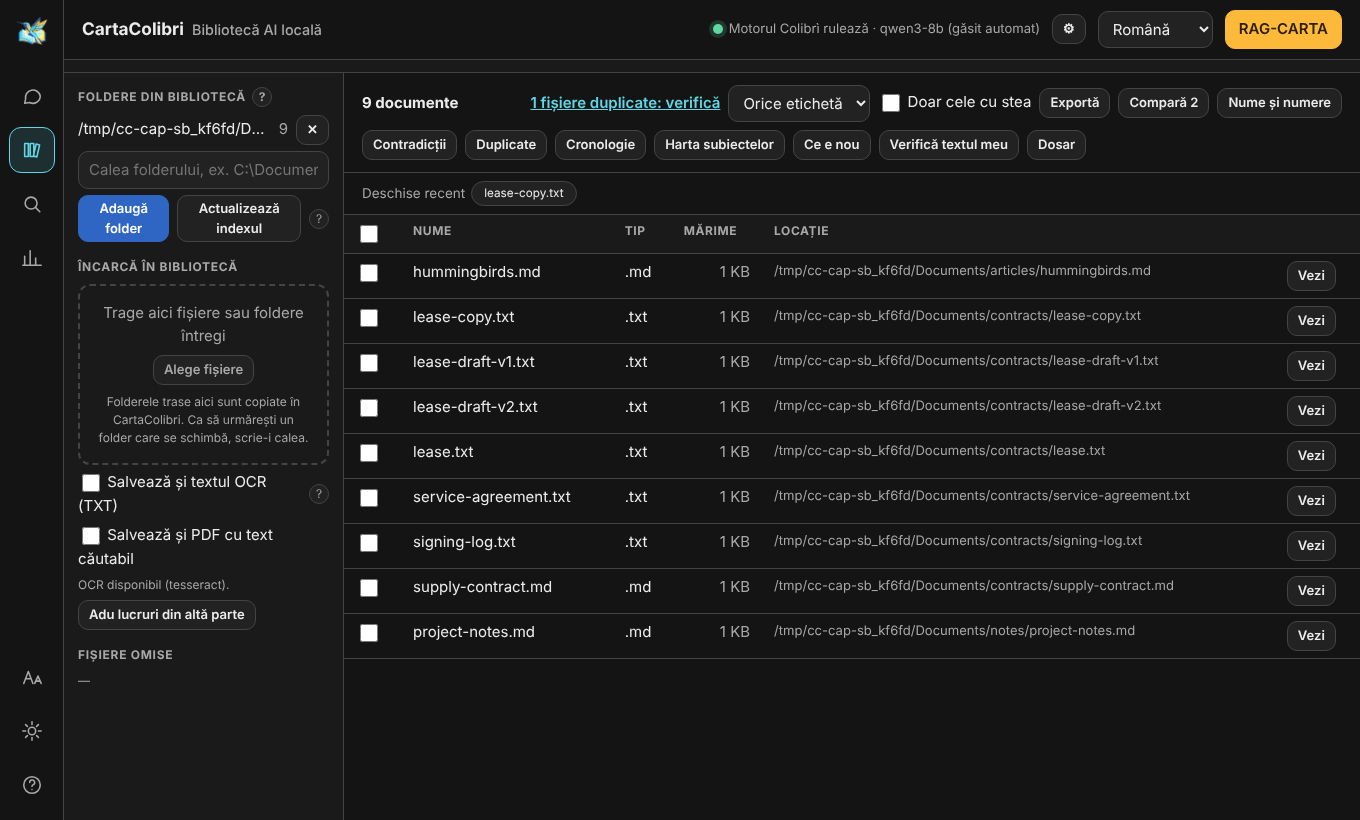 CartaColibri Bibliotecă AI locală
Motorul Colibrì rulează · qwen3-8b (găsit automat)
Română
RAG-CARTA
FOLDERE DIN BIBLIOTECĂ ?
/tmp/cc-cap-sb_kf6fd/D... 9 ✕
Calea folderului, ex. C:\Documen
Adaugă
folder
Actualizează
indexul
?
ÎNCARCĂ ÎN BIBLIOTECĂ
Trage aici fișiere sau foldere
întregi
Alege fișiere
Folderele trase aici sunt copiate în
CartaColibri. Ca să urmărești un
folder care se schimbă, scrie-i calea.
Salvează și textul OCR
(TXT)
?
Salvează și PDF cu text
căutabil
OCR disponibil (tesseract).
Adu lucruri din altă parte
FIȘIERE OMISE
—
9 documente
1 fișiere duplicate: verifică
Orice etichetă
Doar cele cu stea
Exportă
Compară 2
Nume și numere
Contradicții
Duplicate
Cronologie
Harta subiectelor
Ce e nou
Verifică textul meu
Dosar
Deschise recent lease-copy.txt
NUME TIP MĂRIME LOCAȚIE
hummingbirds.md .md 1 KB /tmp/cc-cap-sb_kf6fd/Documents/articles/hummingbirds.md Vezi
lease-copy.txt .txt 1 KB /tmp/cc-cap-sb_kf6fd/Documents/contracts/lease-copy.txt Vezi
lease-draft-v1.txt .txt 1 KB /tmp/cc-cap-sb_kf6fd/Documents/contracts/lease-draft-v1.txt Vezi
lease-draft-v2.txt .txt 1 KB /tmp/cc-cap-sb_kf6fd/Documents/contracts/lease-draft-v2.txt Vezi
lease.txt .txt 1 KB /tmp/cc-cap-sb_kf6fd/Documents/contracts/lease.txt Vezi
service-agreement.txt .txt 1 KB /tmp/cc-cap-sb_kf6fd/Documents/contracts/service-agreement.txt Vezi
signing-log.txt .txt 1 KB /tmp/cc-cap-sb_kf6fd/Documents/contracts/signing-log.txt Vezi
supply-contract.md .md 1 KB /tmp/cc-cap-sb_kf6fd/Documents/contracts/supply-contract.md Vezi
project-notes.md .md 1 KB /tmp/cc-cap-sb_kf6fd/Documents/notes/project-notes.md Vezi
AA